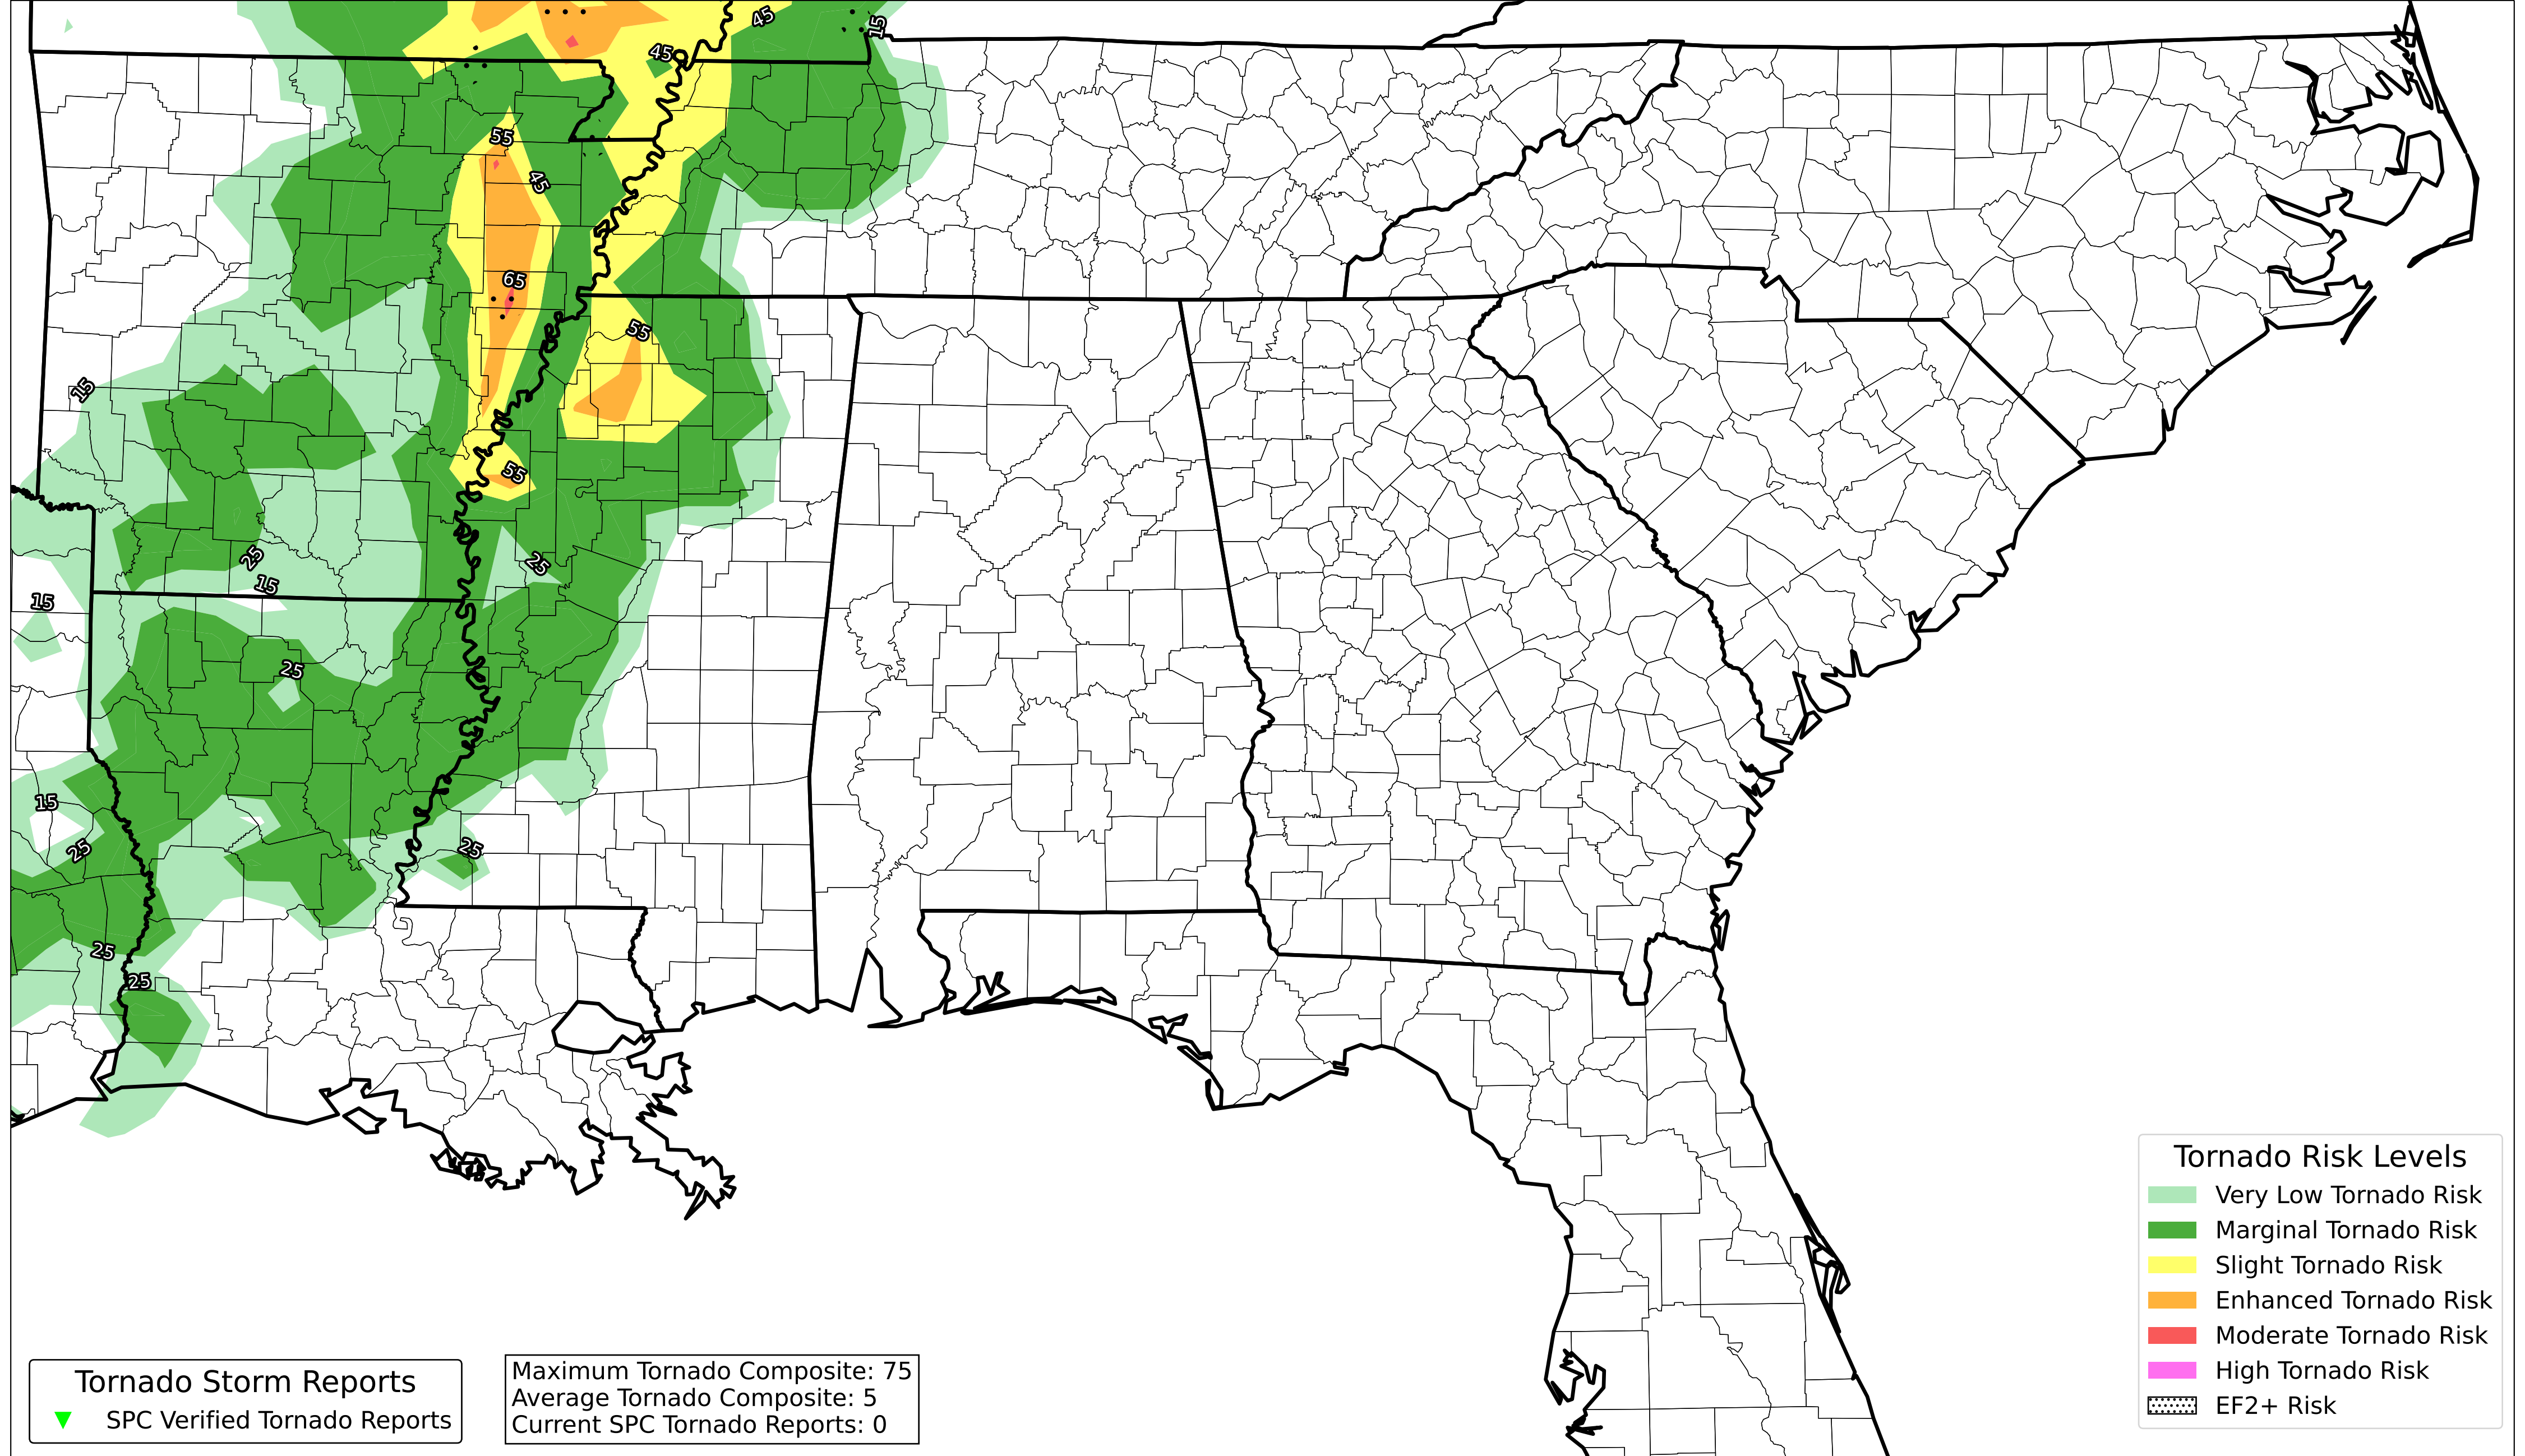 45
15
45
55
45
65
55
15
55
25
25
15
15
25
15
25
25
25
25
Tornado Risk Levels
Very Low Tornado Risk
Marginal Tornado Risk
Slight Tornado Risk
Enhanced Tornado Risk
Moderate Tornado Risk
High Tornado Risk
EF2+ Risk
Tornado Storm Reports
SPC Verified Tornado Reports
Maximum Tornado Composite: 75
Average Tornado Composite: 5
Current SPC Tornado Reports: 0